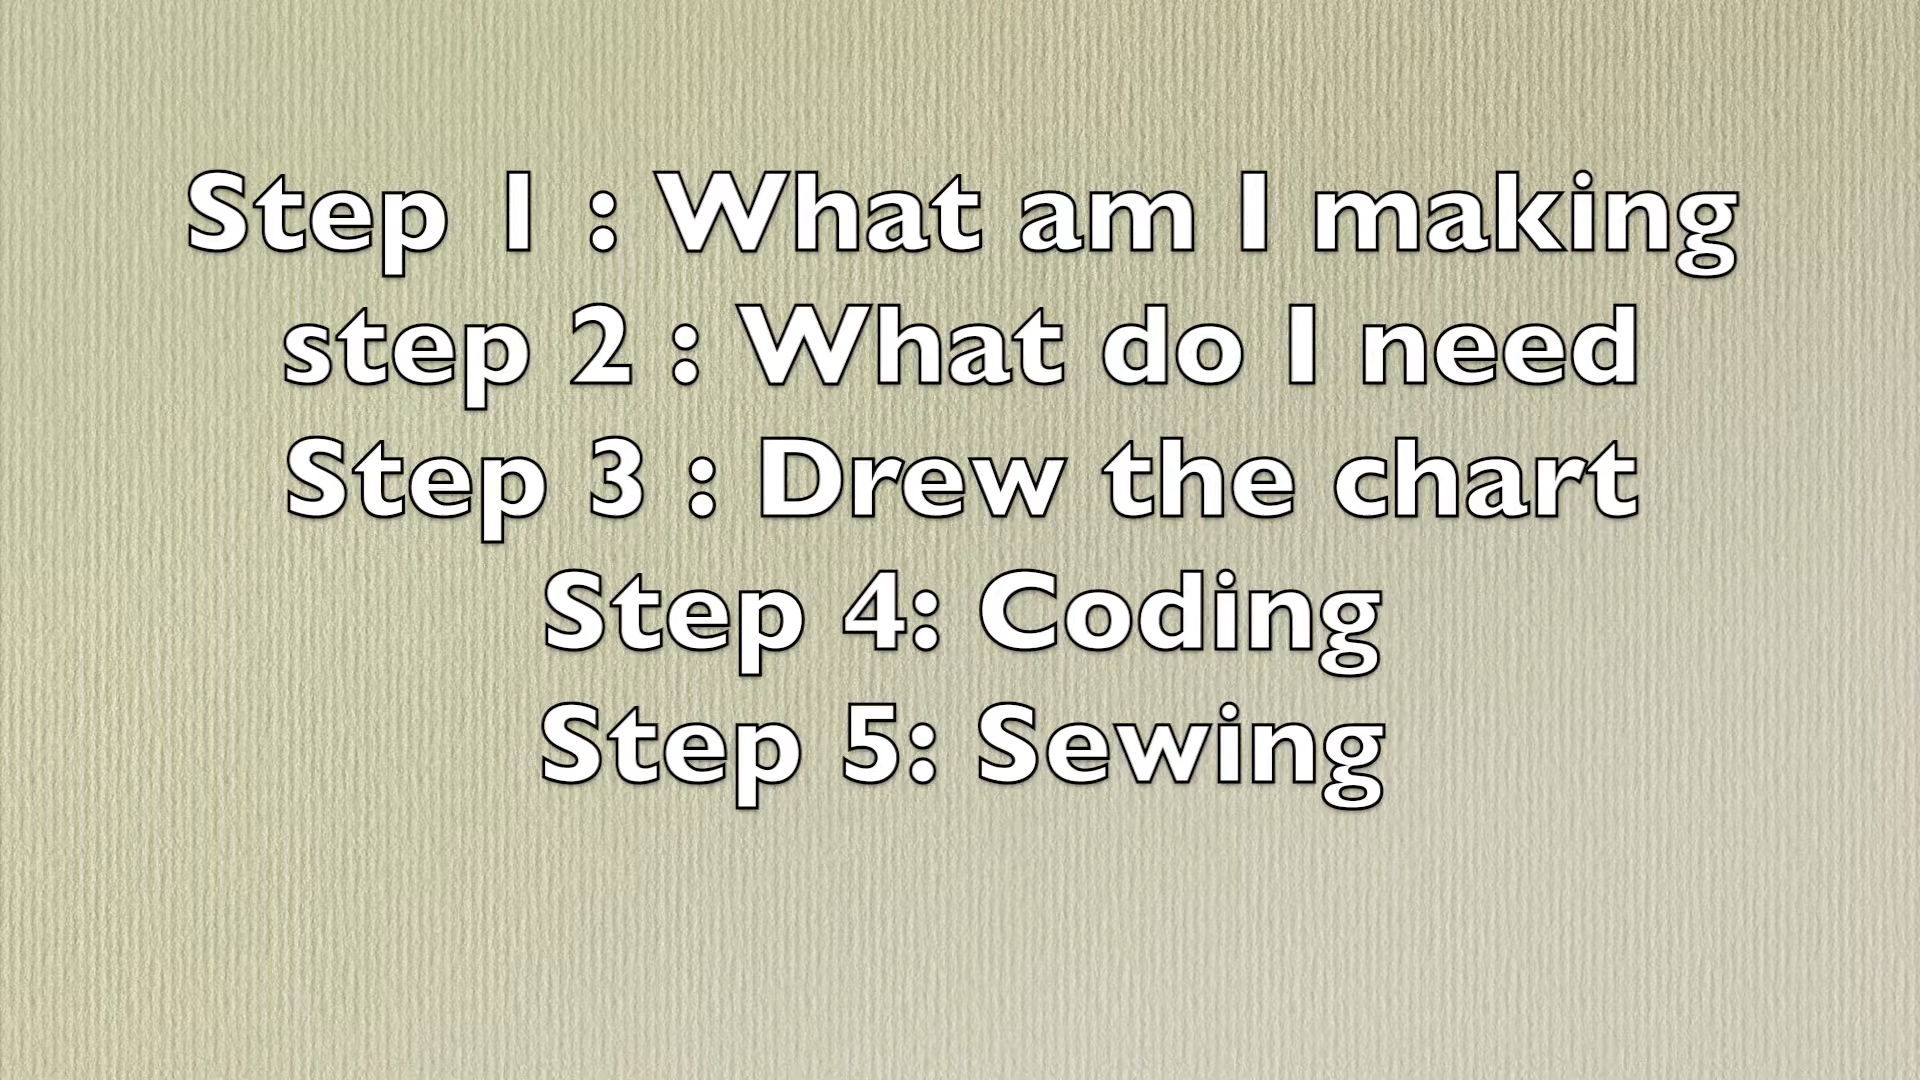 Step 1 : What am I making
step 2 : What do I need
Step 3 : Drew the chart
Step 4: Coding
Step 5: Sewing